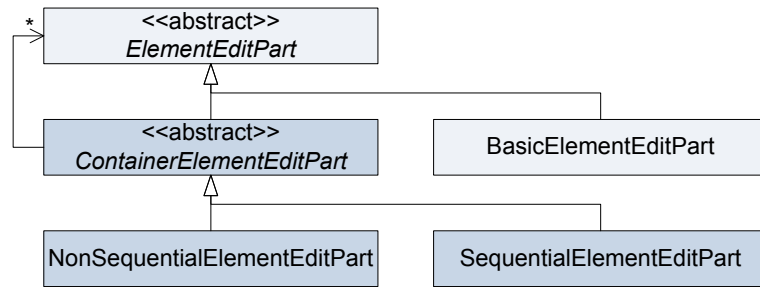 *
<<abstract>>
ElementEditPart
<<abstract>>
ContainerElementEditPart
BasicElementEditPart
NonSequentialElementEditPart
SequentialElementEditPart